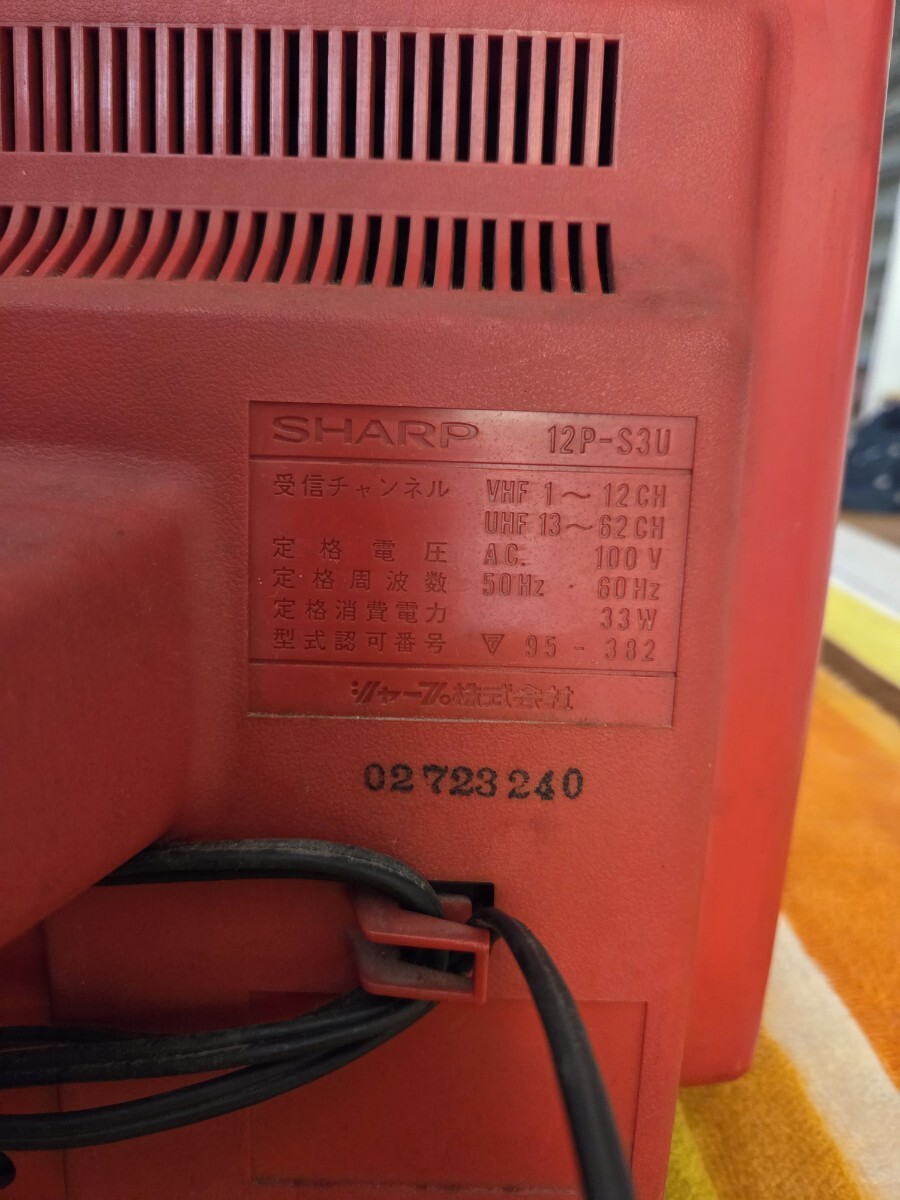 SHARP 12P-S3U
受信チャンネル VHF 1～12CH
UHF 13～62CH
定格電圧 A.C. 100V
定格周波数 50Hz・60Hz
定格消費電力 33W
型式認可番号 ▽ 95-382
シャープ株式会社
02723240